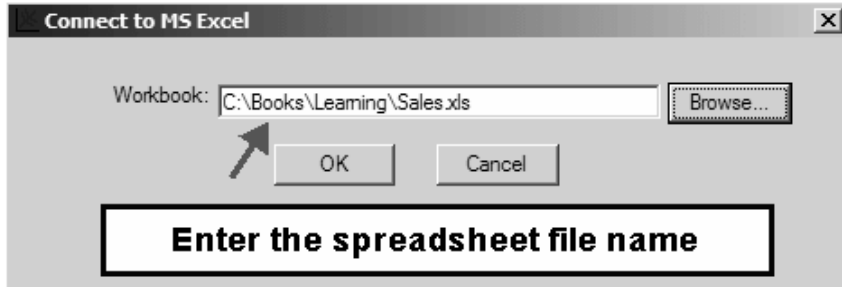 Connect to MS Excel
Workbook: C:\Books\Learning\Sales.xls Browse...
OK Cancel
Enter the spreadsheet file name